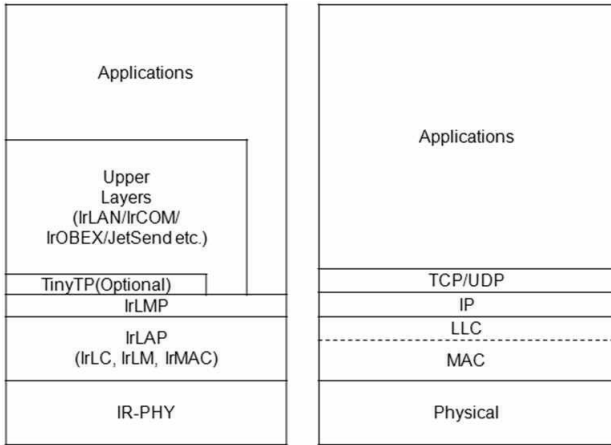 Applications
Upper
Layers
(IrLAN/IrCOM/
IrOBEX/JetSend etc.)
TinyTP(Optional)
IrLMP
IrLAP
(IrLC, IrLM, IrMAC)
IR-PHY
Applications
TCP/UDP
IP
LLC
MAC
Physical